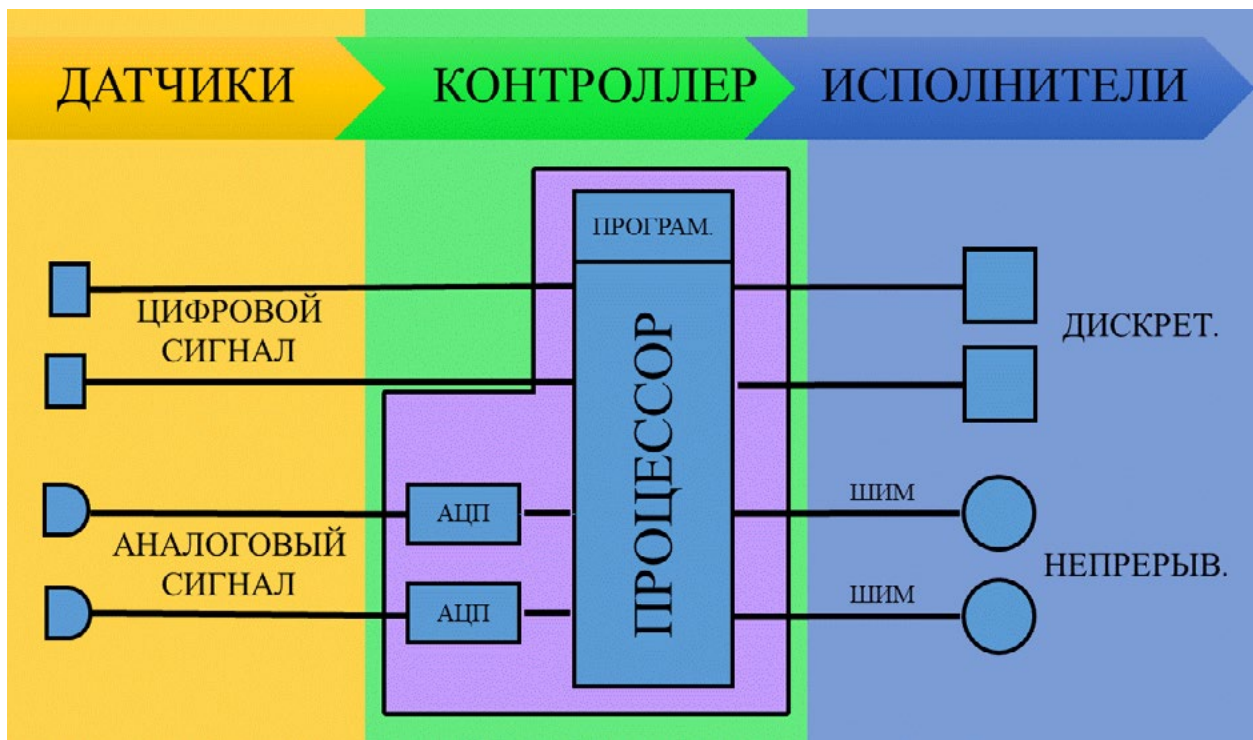 ДАТЧИКИ
КОНТРОЛЛЕР
ИСПОЛНИТЕЛИ
ПРОГРАМ.
ЦИФРОВОЙ
СИГНАЛ
ДИСКРЕТ.
ПРОЦЕССОР
АНАЛОГОВЫЙ
СИГНАЛ
АЦП
АЦП
ШИМ
ШИМ
НЕПРЕРЫВ.